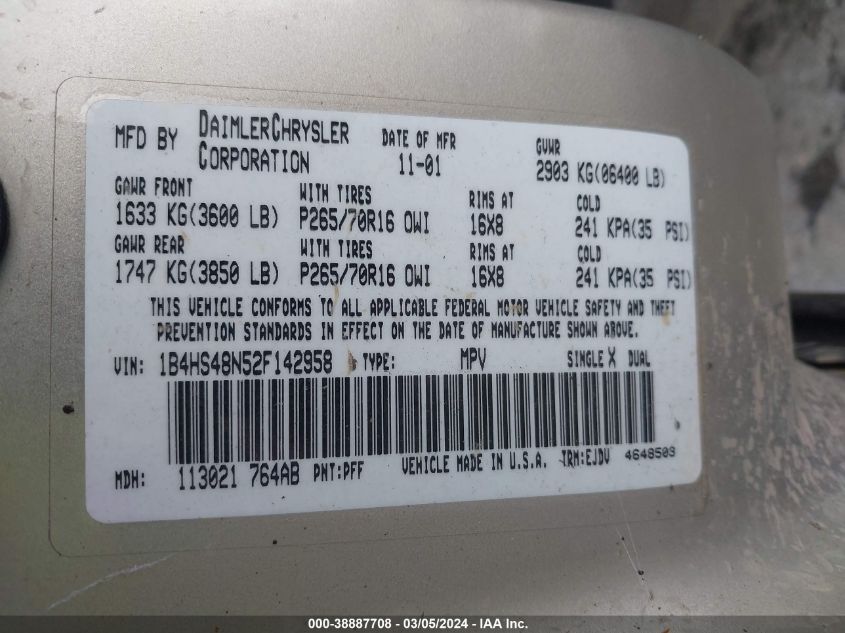 MFD BY DAIMLERCHRYSLER CORPORATION DATE OF MFR 11-01 GVWR 2903 KG(06400 LB)
GAWR FRONT WITH TIRES RIMS AT COLD
1633 KG(3600 LB) P265/70R16 OWI 16X8 241 KPA(35 PSI)
GAWR REAR WITH TIRES RIMS AT COLD
1747 KG(3850 LB) P265/70R16 OWI 16X8 241 KPA(35 PSI)
THIS VEHICLE CONFORMS TO ALL APPLICABLE FEDERAL MOTOR VEHICLE SAFETY AND THEFT
PREVENTION STANDARDS IN EFFECT ON THE DATE OF MANUFACTURE SHOWN ABOVE.
VIN: 1B4HS48N52F142958 TYPE: MPV SINGLE X DUAL
MDH: 113021 764AB PNT:PFF VEHICLE MADE IN U.S.A. TRM:EJDV 4648503
000-38887708 - 03/05/2024 - IAA Inc.